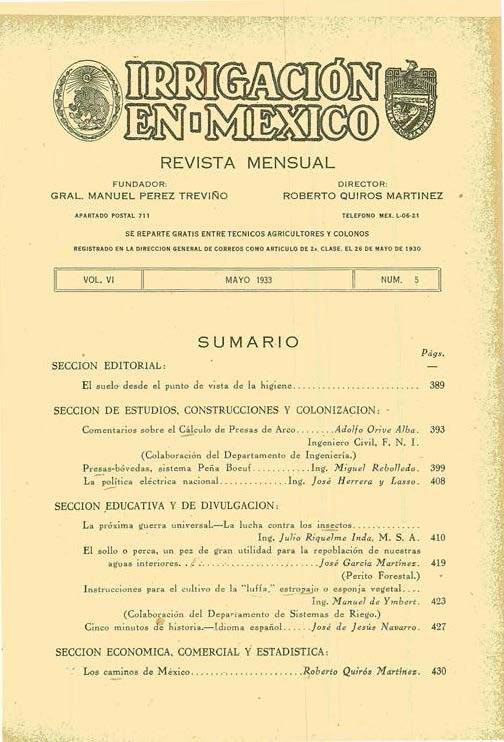 IRRIGACIÓN
EN-MEXICO
REVISTA MENSUAL
FUNDADOR:
GRAL. MANUEL PEREZ TREVIÑO
DIRECTOR:
ROBERTO QUIROS MARTINEZ
APARTADO POSTAL 711
TELEFONO MEX. L-06-21
SE REPARTE GRATIS ENTRE TECNICOS AGRICULTORES Y COLONOS
REGISTRADO EN LA DIRECCION GENERAL DE CORREOS COMO ARTICULO DE 2a. CLASE, EL 26 DE MAYO DE 1930
VOL. VI MAYO 1933 NUM. 5
SUMARIO
Págs.
SECCION EDITORIAL:
El suelo desde el punto de vista de la higiene......................... 389
SECCION DE ESTUDIOS, CONSTRUCCIONES Y COLONIZACION:
Comentarios sobre el Cálculo de Presas de Arco........Adolfo Orive Alba. 393
Ingeniero Civil, F. N. I.
(Colaboración del Departamento de Ingeniería.)
Presas-bóvedas, sistema Peña Boeuf............Ing. Miguel Rebolledo. 399
La política eléctrica nacional..............Ing. José Herrera y Lasso. 408
SECCION EDUCATIVA Y DE DIVULGACION:
La próxima guerra universal.—La lucha contra los insectos.............
Ing. Julio Riquelme Inda, M. S. A. 410
El sollo o perca, un pez de gran utilidad para la repoblación de nuestras
aguas interiores...........................José García Martínez. 419
(Perito Forestal.)
Instrucciones para el cultivo de la "luffa," estropajo o esponja vegetal....
Ing. Manuel de Ymbert. 423
(Colaboración del Departamento de Sistemas de Riego.)
Cinco minutos de historia.—Idioma español......José de Jesús Navarro. 427
SECCION ECONOMICA, COMERCIAL Y ESTADISTICA:
Los caminos de México......................Roberto Quirós Martínez. 430